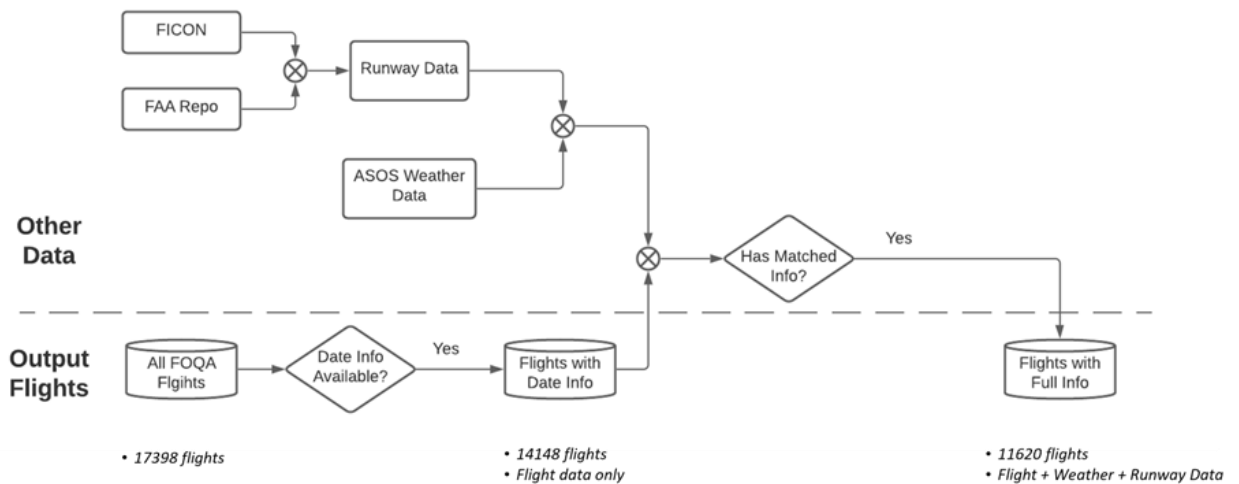 FICON
FAA Repo
Runway Data
ASOS Weather
Data
Other
Data
Has Matched
Info?
Yes
Output
Flights
All FOQA
Flgihts
Date Info
Available?
Yes
Flights with
Date Info
Flights with
Full Info
• 17398 flights
• 14148 flights
• Flight data only
• 11620 flights
• Flight + Weather + Runway Data